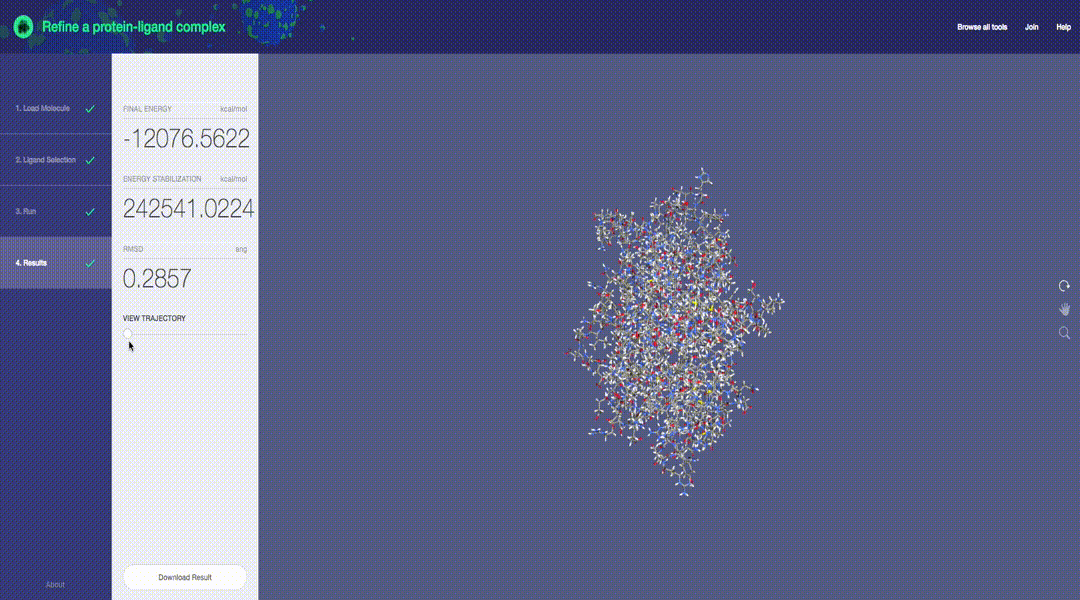 Refine a protein-ligand complex
Browse all tools Join Help
1. Load Molecule
2. Ligand Selection
3. Run
4. Results
FINAL ENERGY kcal/mol
-12076.5622
ENERGY STABILIZATION kcal/mol
242541.0224
RMSD ang
0.2857
VIEW TRAJECTORY
Download Result
About